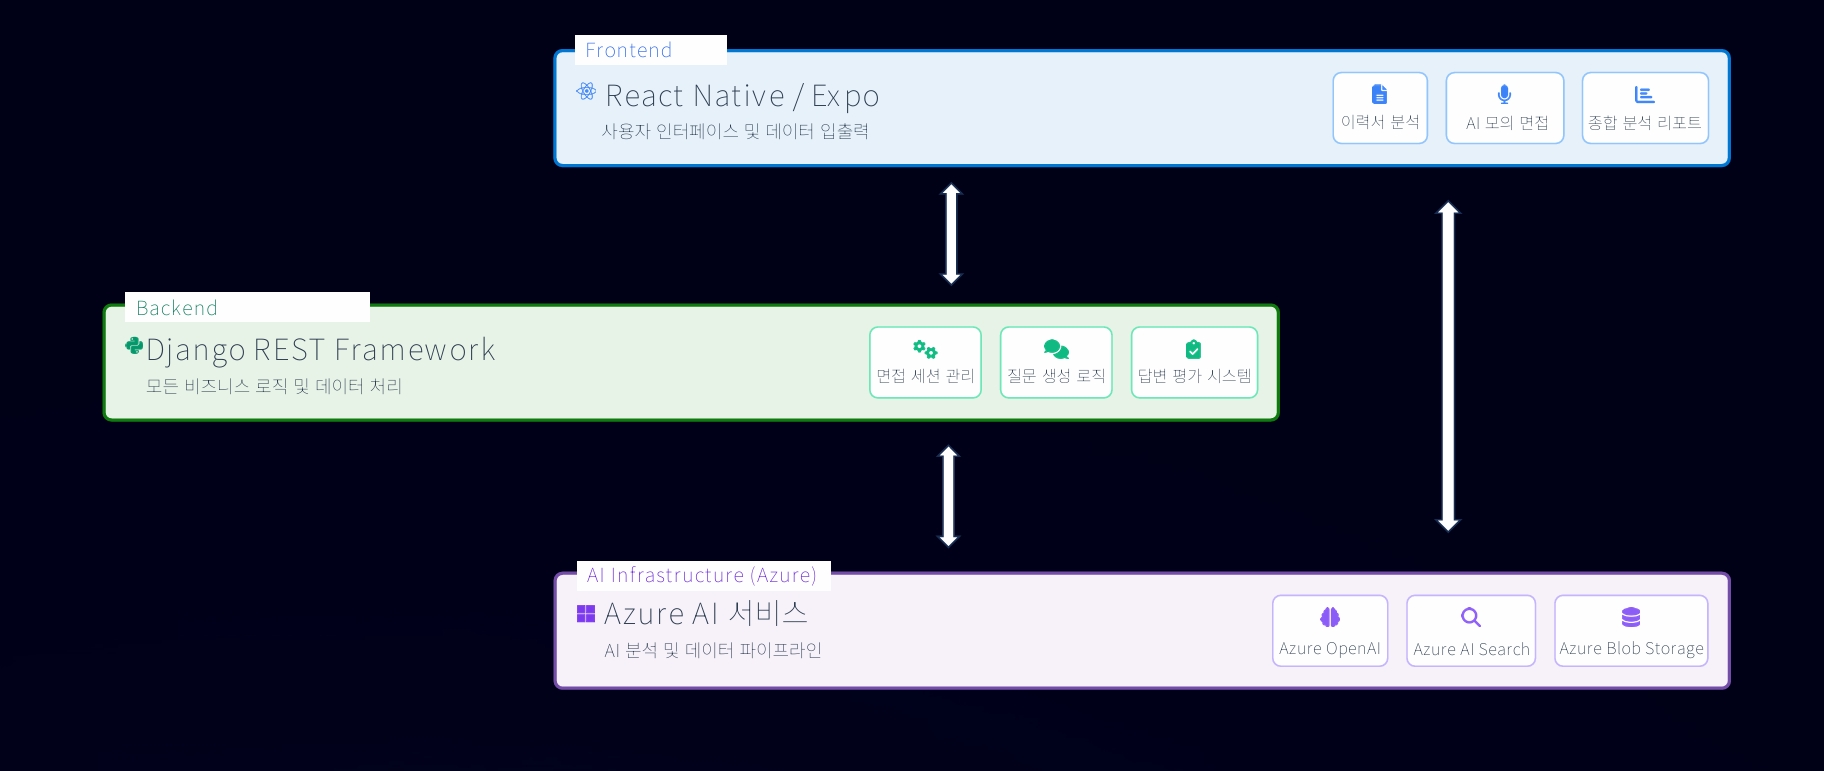 Frontend
React Native / Expo
사용자 인터페이스 및 데이터 입출력
이력서 분석
AI 모의 면접
종합 분석 리포트
Backend
Django REST Framework
모든 비즈니스 로직 및 데이터 처리
면접 세션 관리
질문 생성 로직
답변 평가 시스템
AI Infrastructure (Azure)
Azure AI 서비스
AI 분석 및 데이터 파이프라인
Azure OpenAI
Azure AI Search
Azure Blob Storage